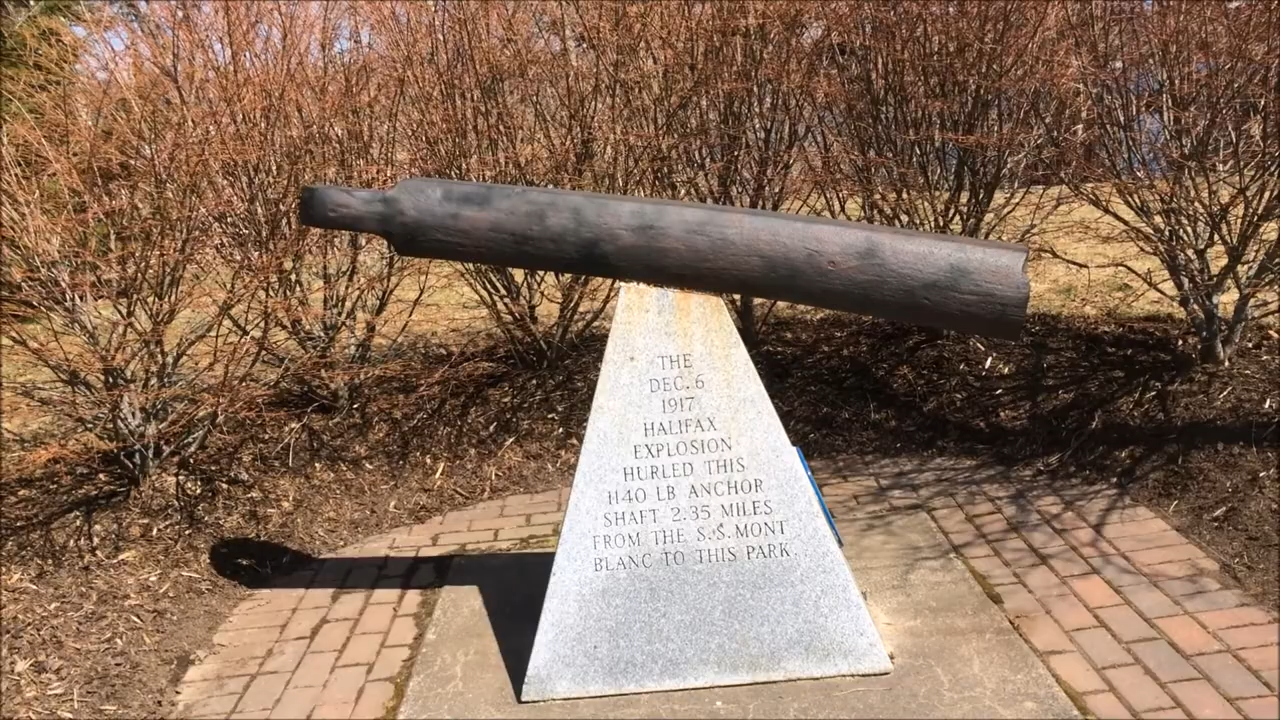 THE
DEC. 6
1917
HALIFAX
EXPLOSION
HURLED THIS
1140 LB ANCHOR
SHAFT 2.35 MILES
FROM THE S.S. MONT
BLANC TO THIS PARK